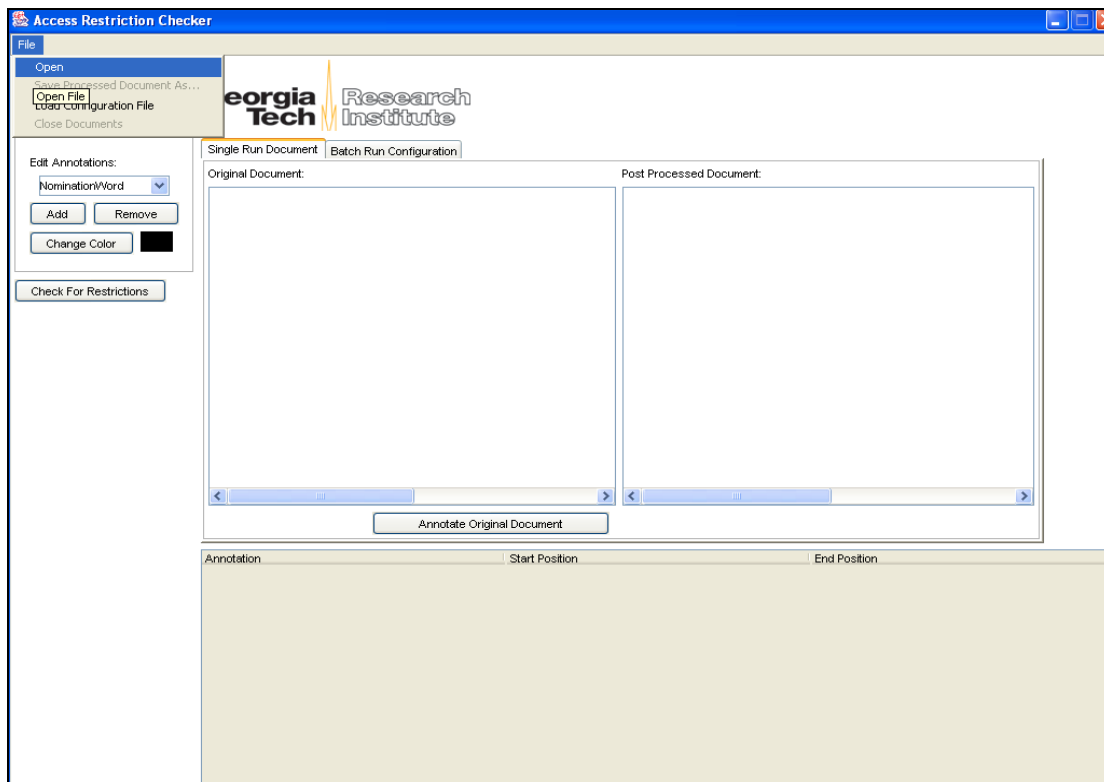 Access Restriction Checker
File
Open
Save Processed Document As...
Open File
Load Configuration File
Close Documents
eorgia
Tech
Research
Institute
Single Run Document
Batch Run Configuration
Edit Annotations:
NominationWord
Add
Remove
Change Color
Check For Restrictions
Original Document:
Post Processed Document:
Annotate Original Document
Annotation
Start Position
End Position